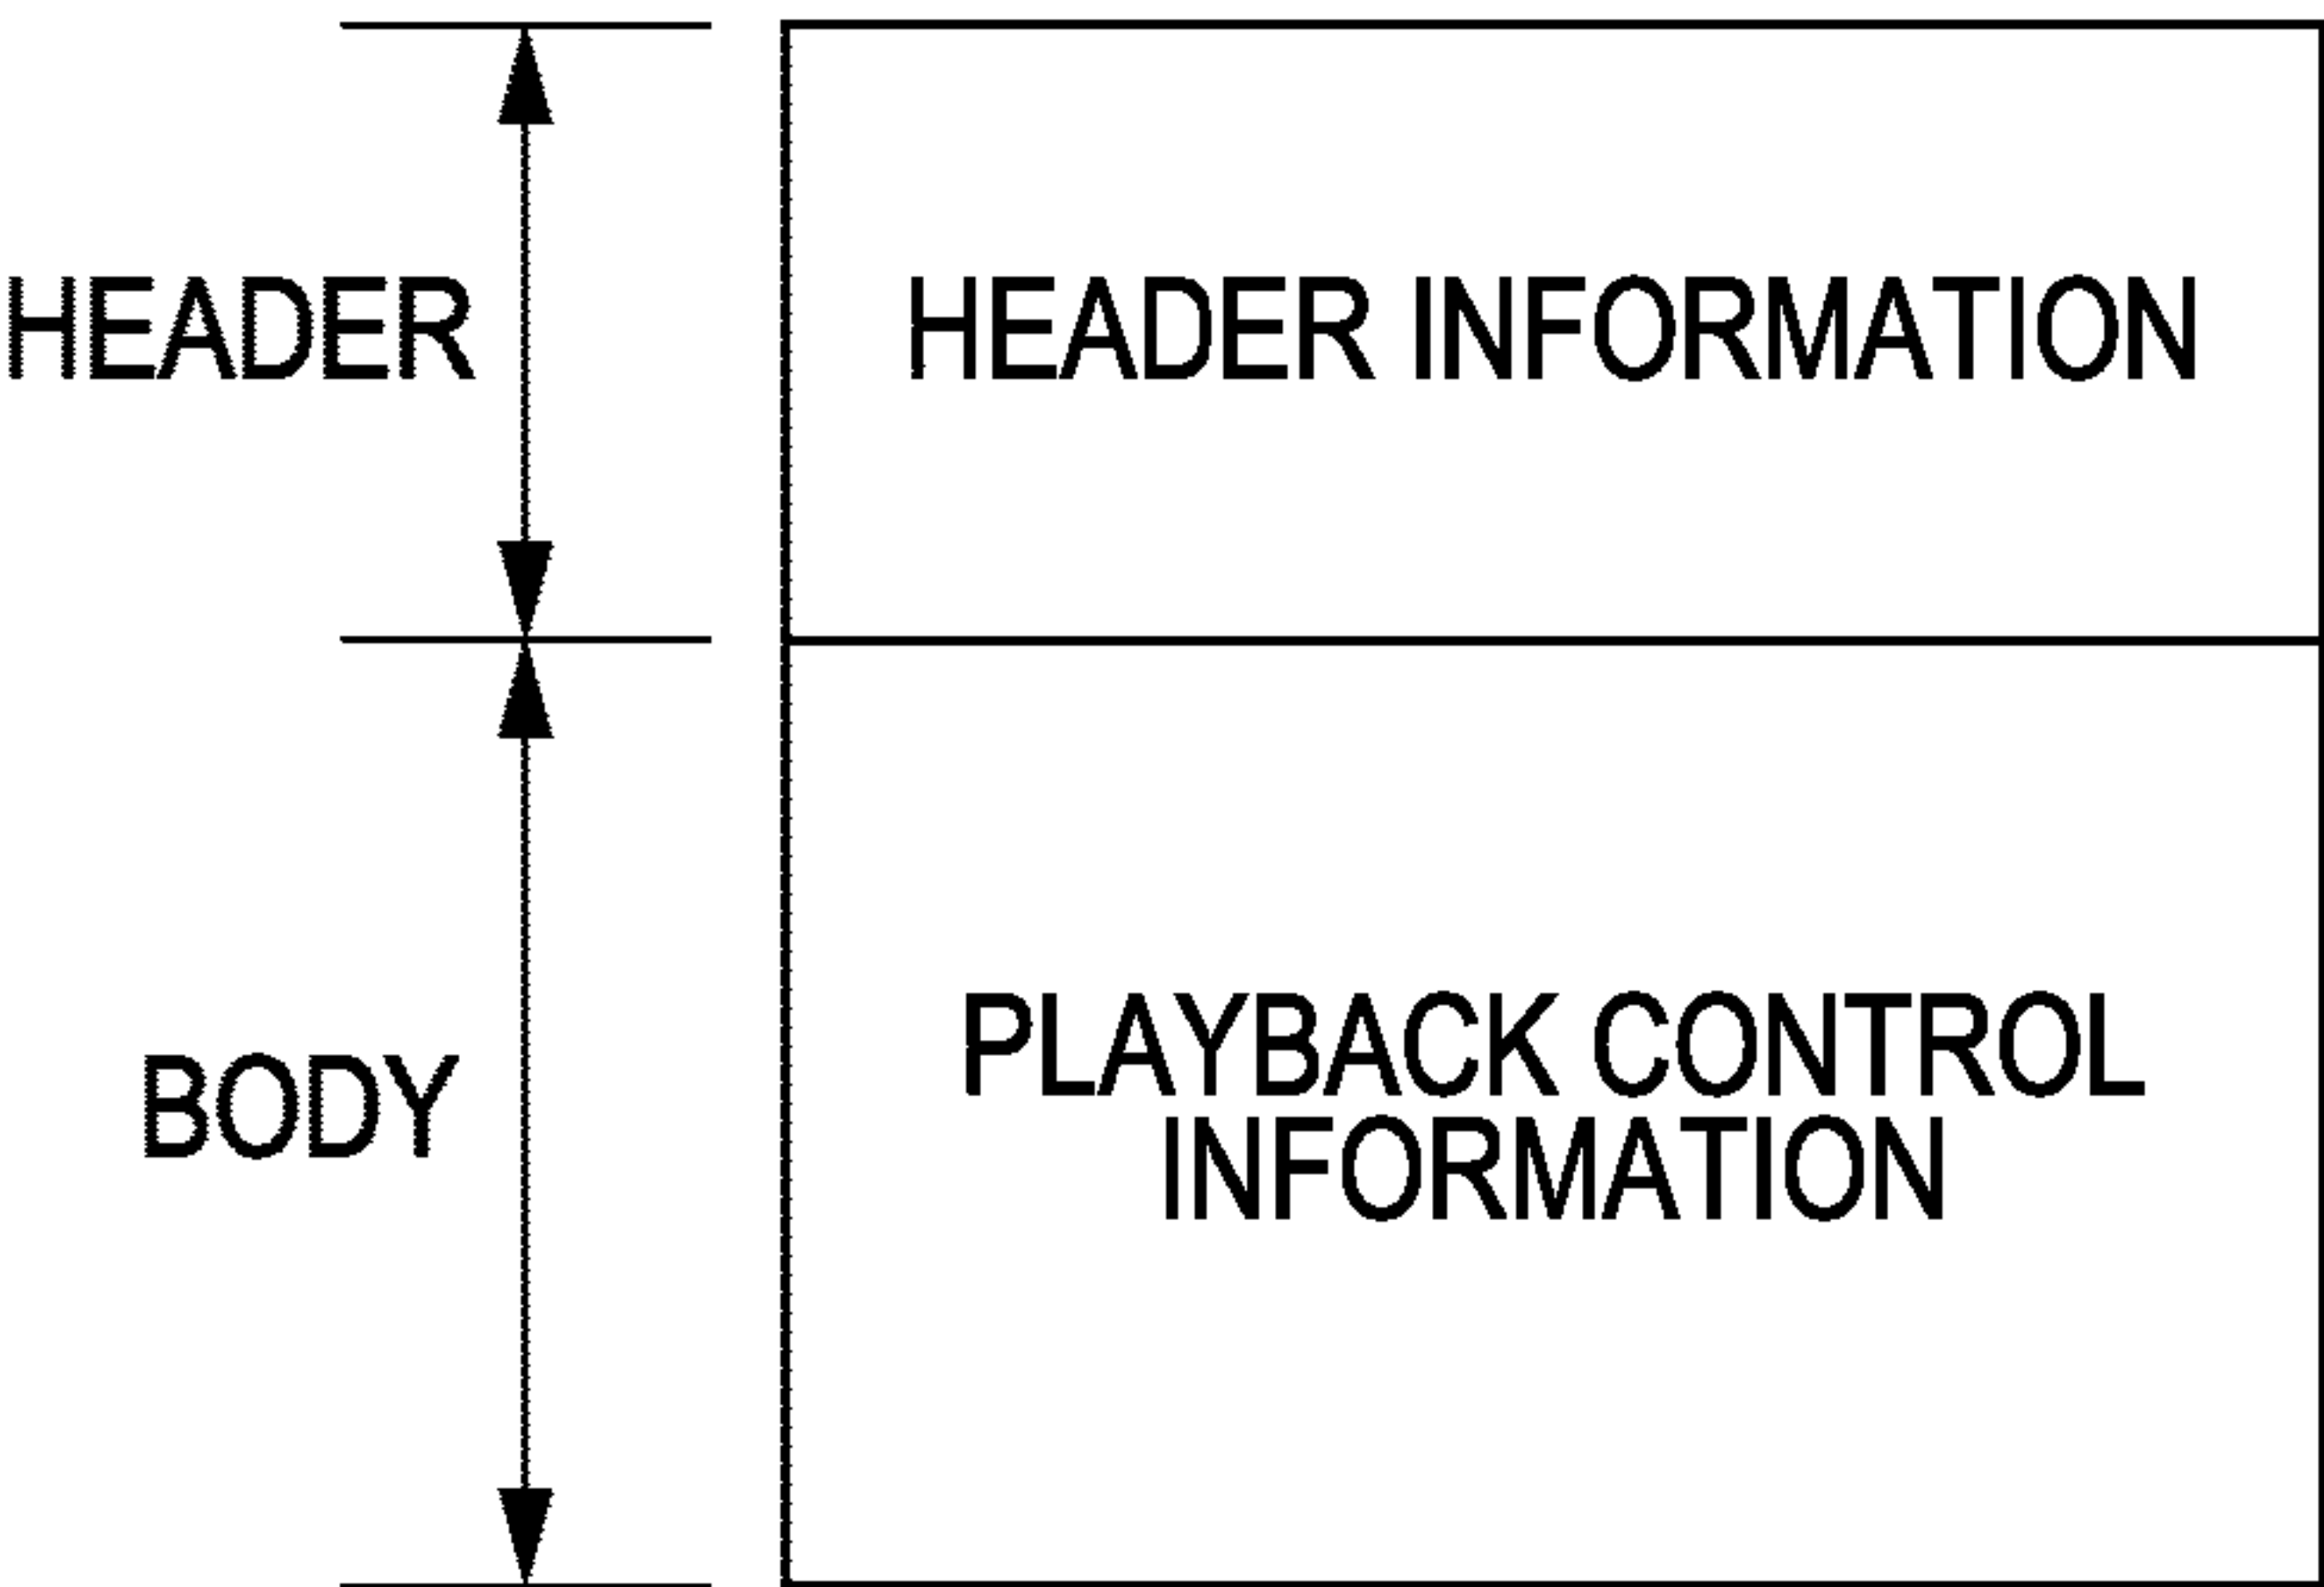 HEADER
HEADER INFORMATION
BODY
PLAYBACK CONTROL
INFORMATION